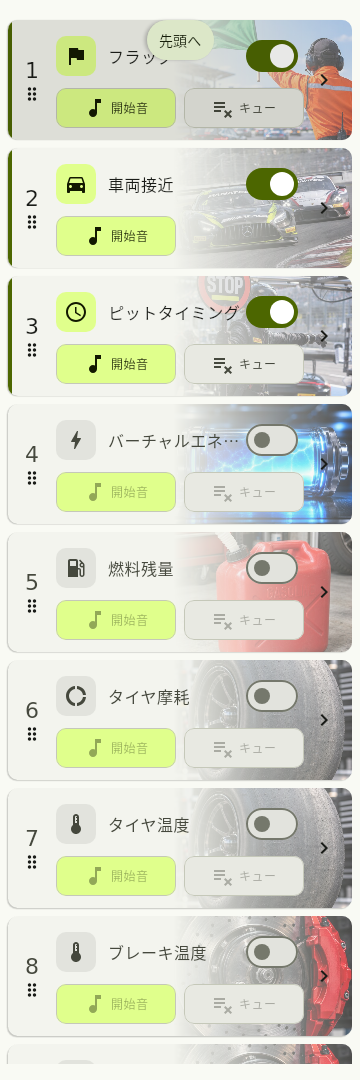 先頭へ
1
フラッグ
開始音
キュー
2
車両接近
開始音
3
STOP
ピットタイミング
開始音
キュー
4
バーチャルエネ…
開始音
キュー
5
燃料残量
開始音
キュー
6
タイヤ摩耗
開始音
キュー
7
タイヤ温度
開始音
キュー
8
ブレーキ温度
開始音
キュー